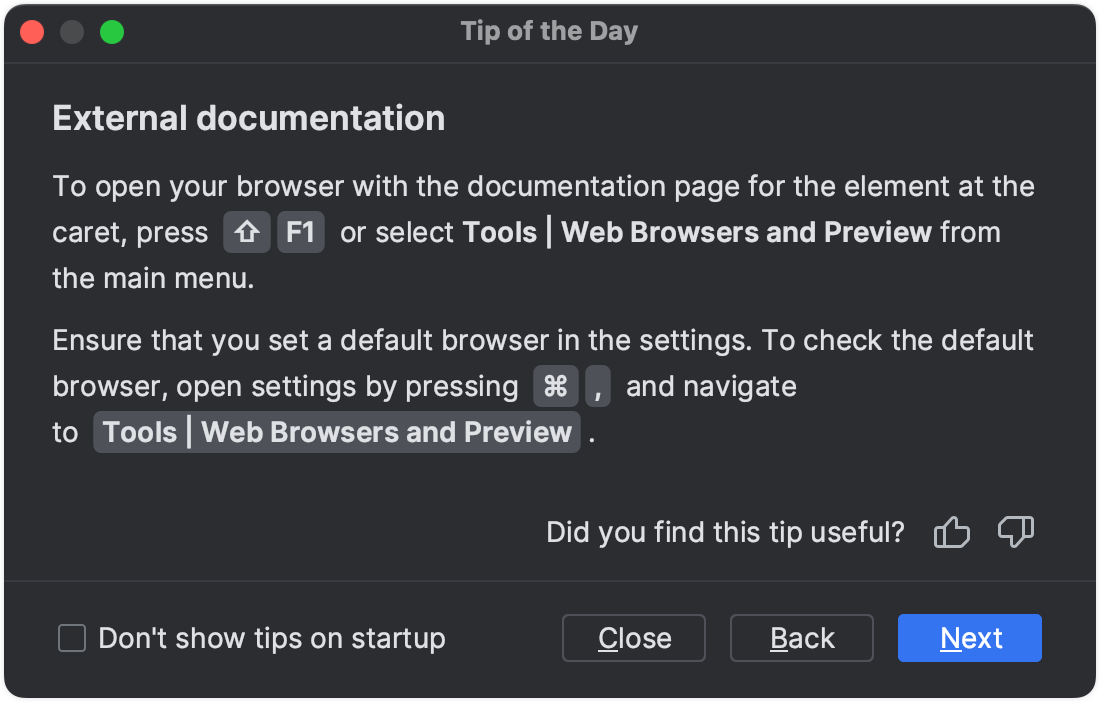 Tip of the Day
External documentation
To open your browser with the documentation page for the element at the
caret, press ⇧ F1 or select Tools | Web Browsers and Preview from
the main menu.
Ensure that you set a default browser in the settings. To check the default
browser, open settings by pressing ⌘ , and navigate
to Tools | Web Browsers and Preview .
Did you find this tip useful?
Don't show tips on startup
Close
Back
Next